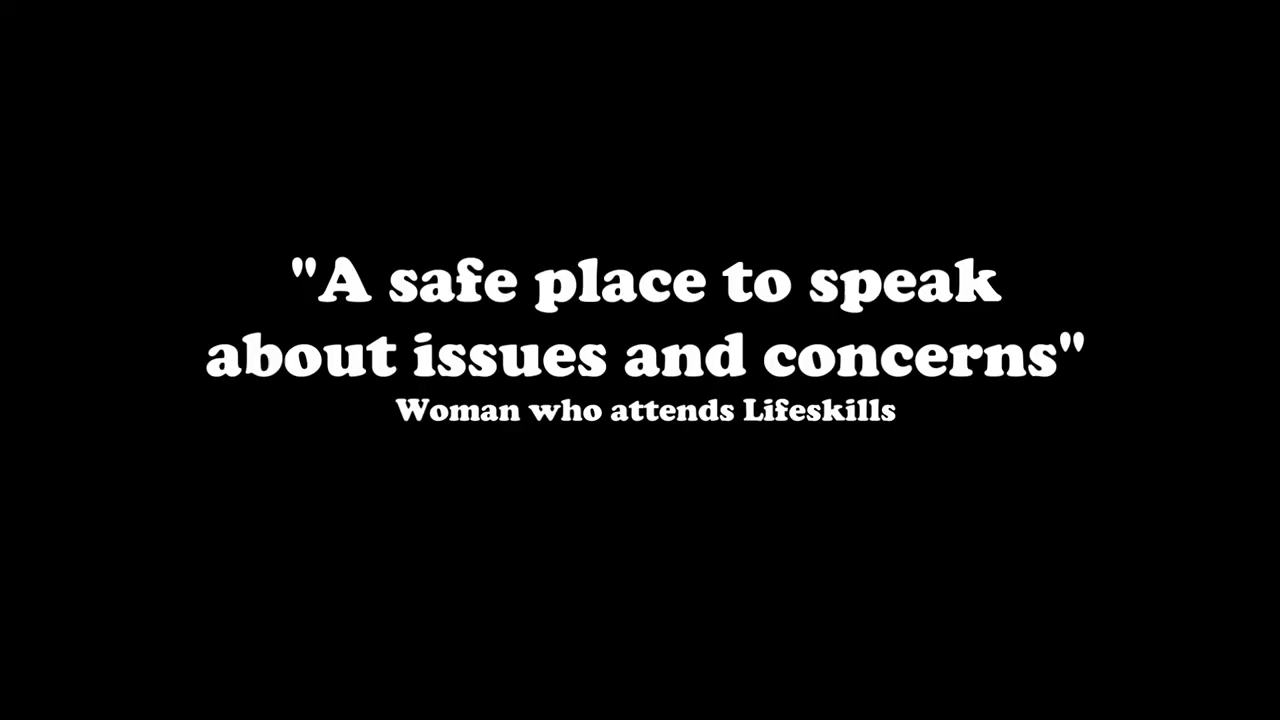 "A safe place to speak
about issues and concerns"
Woman who attends Lifeskills